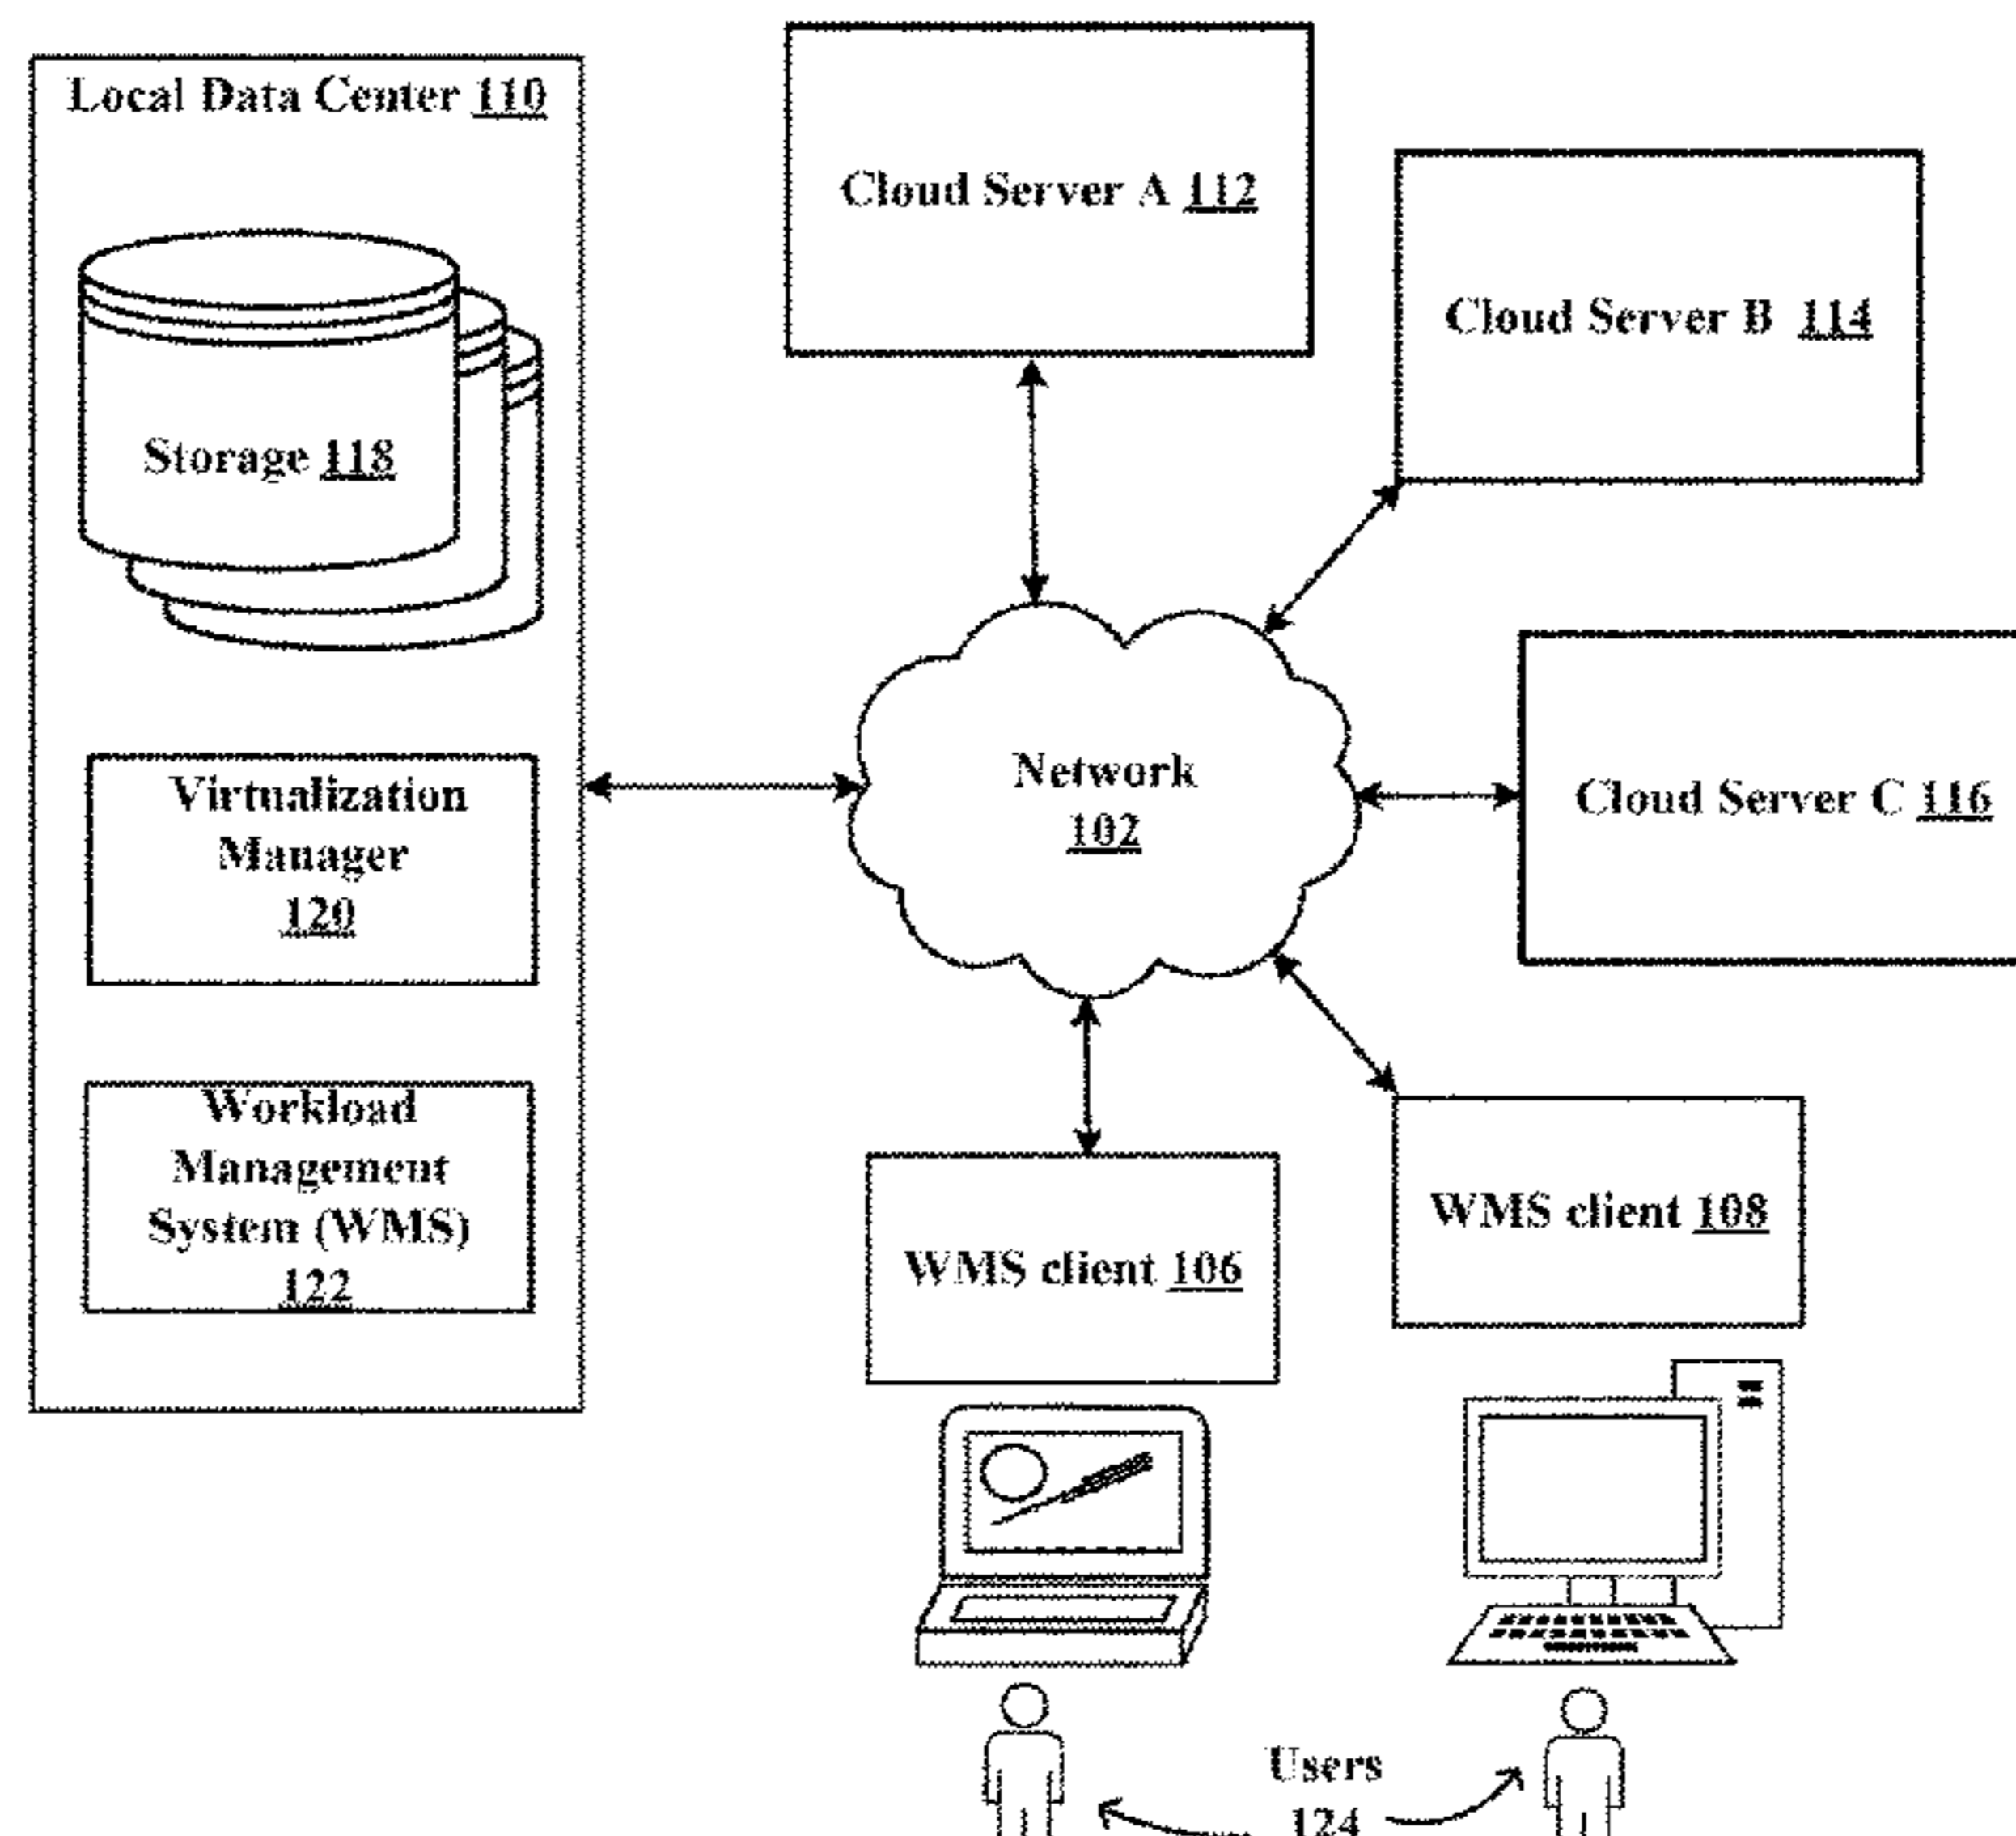 Local Data Center 110
Storage 118
Virtualization
Manager
120
Workload
Management
System (WMS)
122
Cloud Server A 112
Cloud Server B 114
Network
102
Cloud Server C 116
WMS client 106
WMS client 108
Users
124